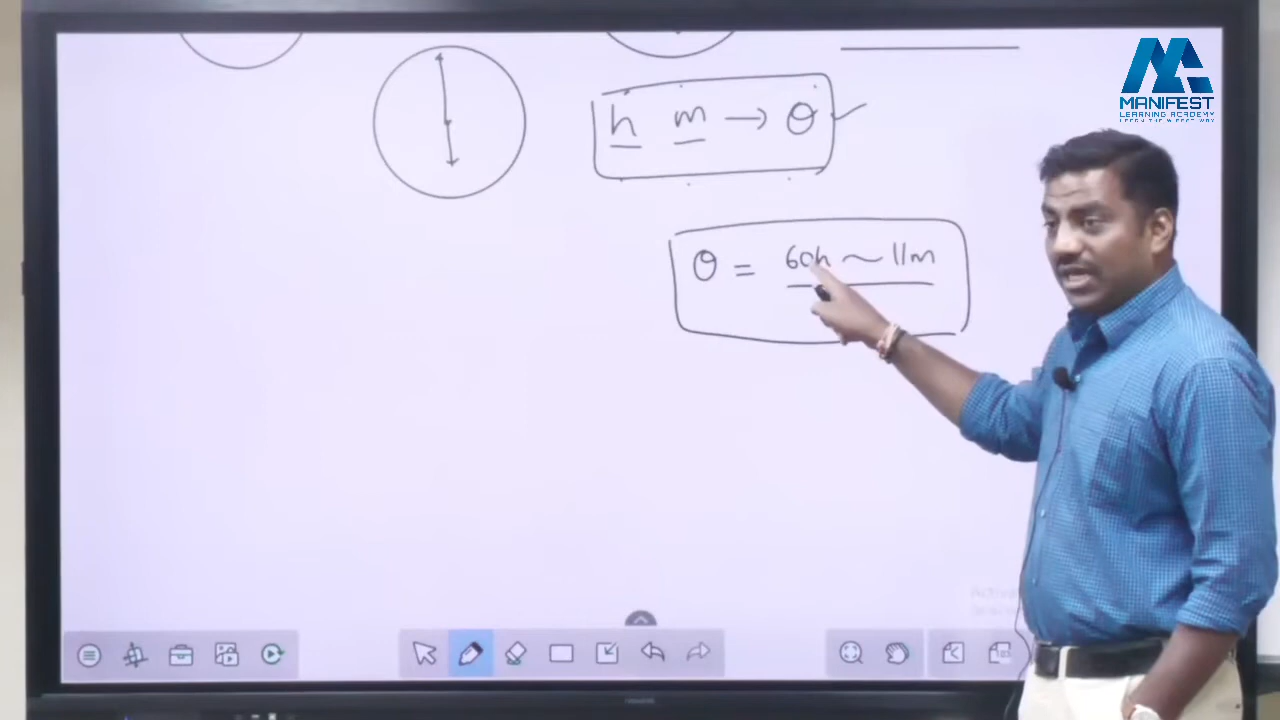 MANIFEST
LEARNING ACADEMY
h m → θ
θ = 60h ~ 11m